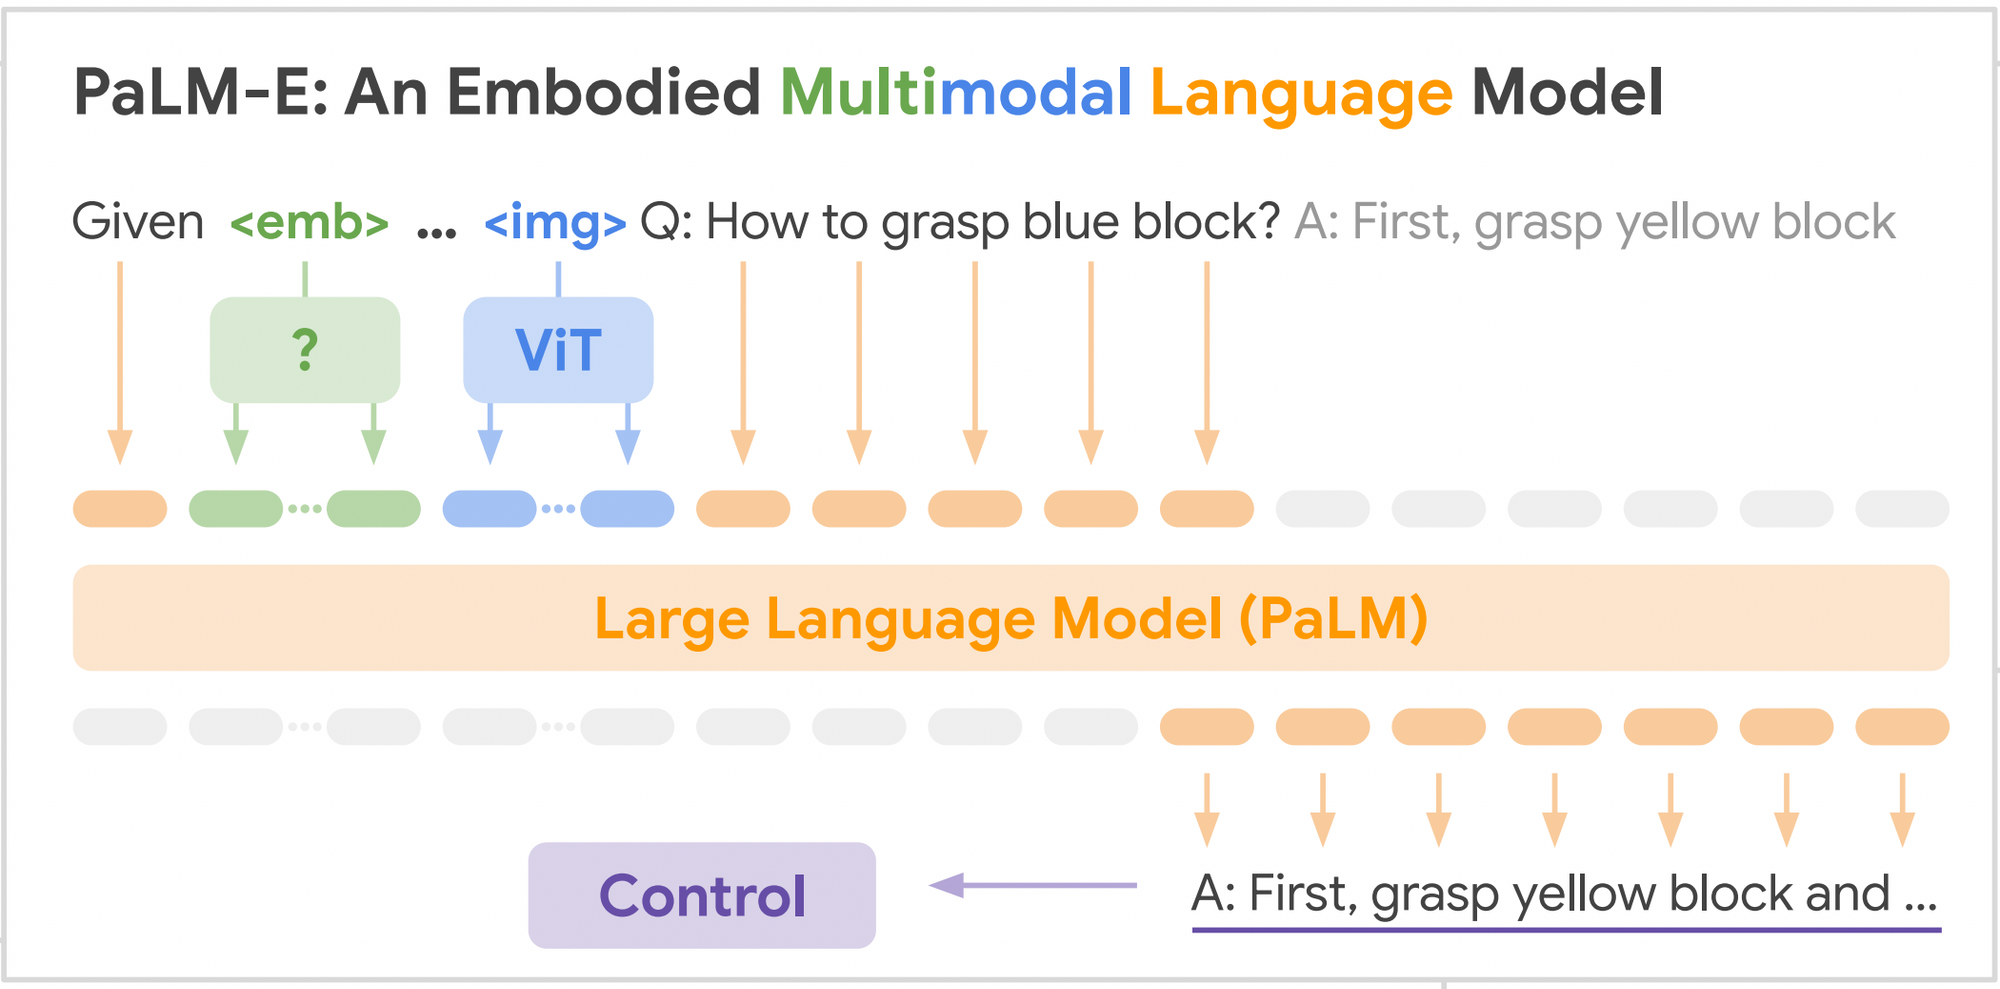 PaLM-E: An Embodied Multimodal Language Model
Given <emb> ... <img> Q: How to grasp blue block? A: First, grasp yellow block
? ViT
Large Language Model (PaLM)
Control A: First, grasp yellow block and ...